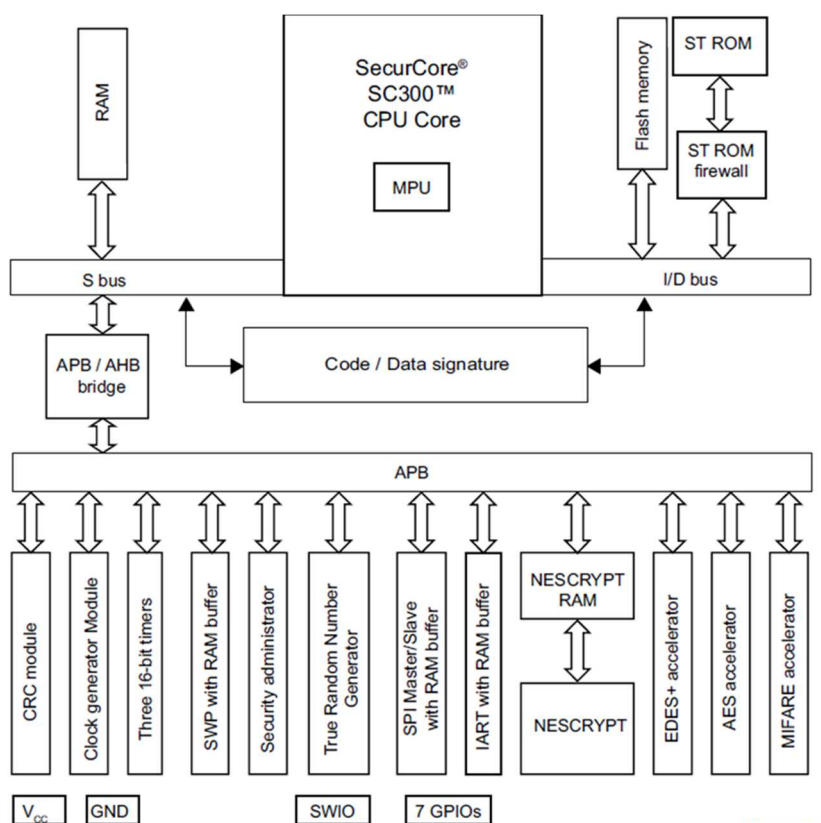 RAM
SecurCore®
SC300™
CPU Core
MPU
Flash memory
ST ROM
ST ROM
firewall
S bus
I/D bus
APB / AHB
bridge
Code / Data signature
APB
CRC module
Clock generator Module
Three 16-bit timers
SWP with RAM buffer
Security administrator
True Random Number
Generator
SPI Master/Slave
with RAM buffer
IART with RAM buffer
NESCRYPT
RAM
NESCRYPT
EDES+ accelerator
AES accelerator
MIFARE accelerator
VCC
GND
SWIO
7 GPIOs